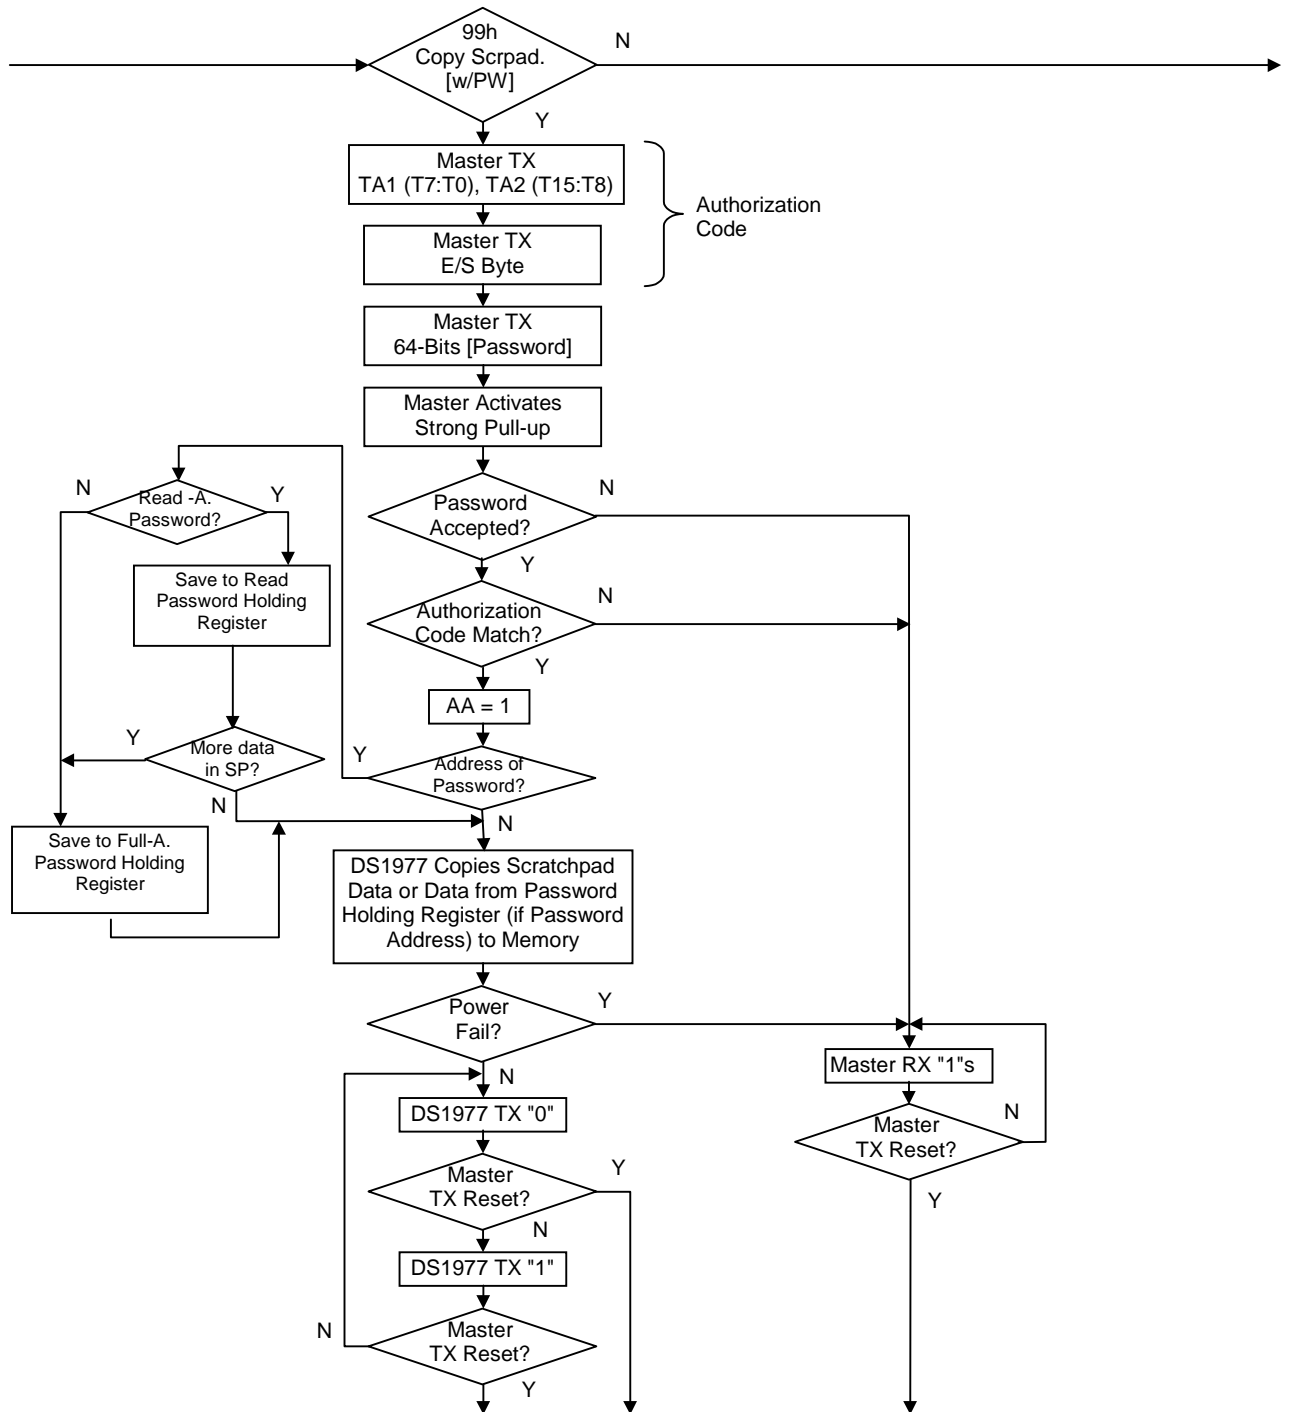 99h
Copy Scrpad.
[w/PW]
N
Y
Master TX
TA1 (T7:T0), TA2 (T15:T8)
Authorization
Code
Master TX
E/S Byte
Master TX
64-Bits [Password]
Master Activates
Strong Pull-up
N
Read -A.
Password?
Y
Password
Accepted?
N
Y
Save to Read
Password Holding
Register
Authorization
Code Match?
N
Y
AA = 1
Y
More data
in SP?
N
Y
Address of
Password?
N
Save to Full-A.
Password Holding
Register
DS1977 Copies Scratchpad
Data or Data from Password
Holding Register (if Password
Address) to Memory
Power
Fail?
Y
N
Master RX "1"s
DS1977 TX "0"
Master
TX Reset?
N
Y
Master
TX Reset?
Y
N
DS1977 TX "1"
N
Master
TX Reset?
Y